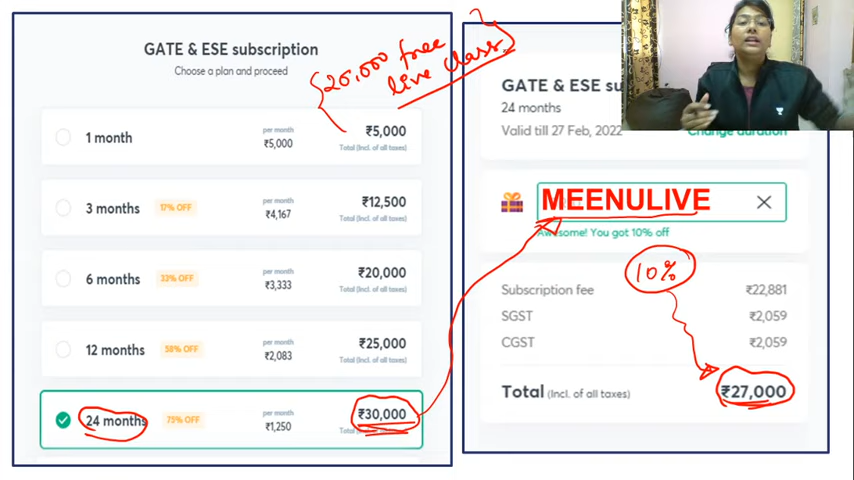 GATE & ESE subscription
Choose a plan and proceed
{20,000 free
live class}
1 month
per month
₹5,000
₹5,000
Total (Incl. of all taxes)
3 months
17% OFF
per month
₹4,167
₹12,500
Total (Incl. of all taxes)
6 months
33% OFF
per month
₹3,333
₹20,000
Total (Incl. of all taxes)
12 months
58% OFF
per month
₹2,083
₹25,000
Total (Incl. of all taxes)
24 months
75% OFF
per month
₹1,250
₹30,000
GATE & ESE su
24 months
Valid till 27 Feb, 2022
Change duration
MEENULIVE
Awesome! You got 10% off
10%
Subscription fee ₹22,881
SGST ₹2,059
CGST ₹2,059
Total (Incl. of all taxes) ₹27,000